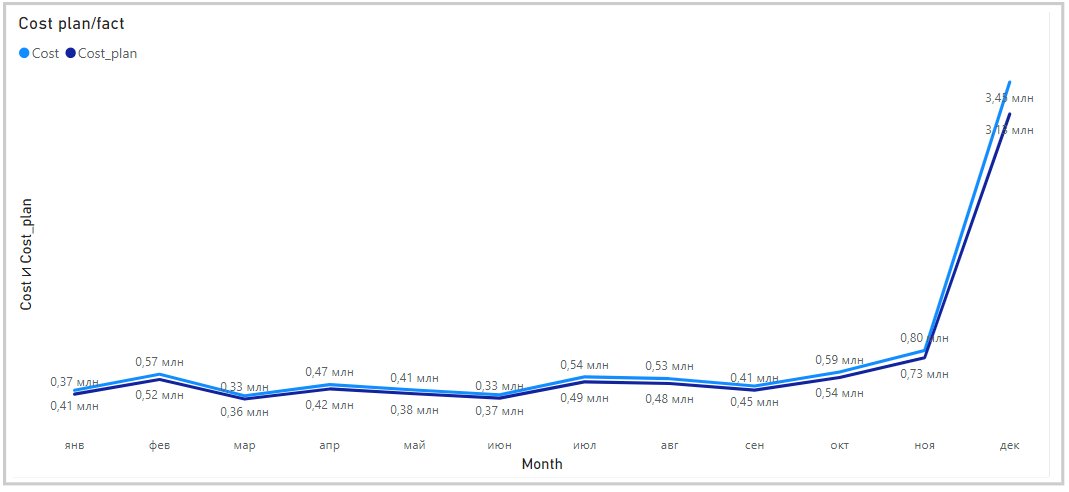 Cost plan/fact
Cost Cost_plan
3,45 млн
3,13 млн
Cost И Cost_plan
0,80 млн
0,57 млн 0,47 млн 0,54 млн 0,53 млн 0,59 млн
0,37 млн 0,33 млн 0,41 млн 0,33 млн 0,41 млн
0,73 млн
0,41 млн 0,52 млн 0,36 млн 0,42 млн 0,38 млн 0,37 млн 0,49 млн 0,48 млн 0,45 млн 0,54 млн
янв фев мар апр май июн июл авг сен окт ноя дек
Month